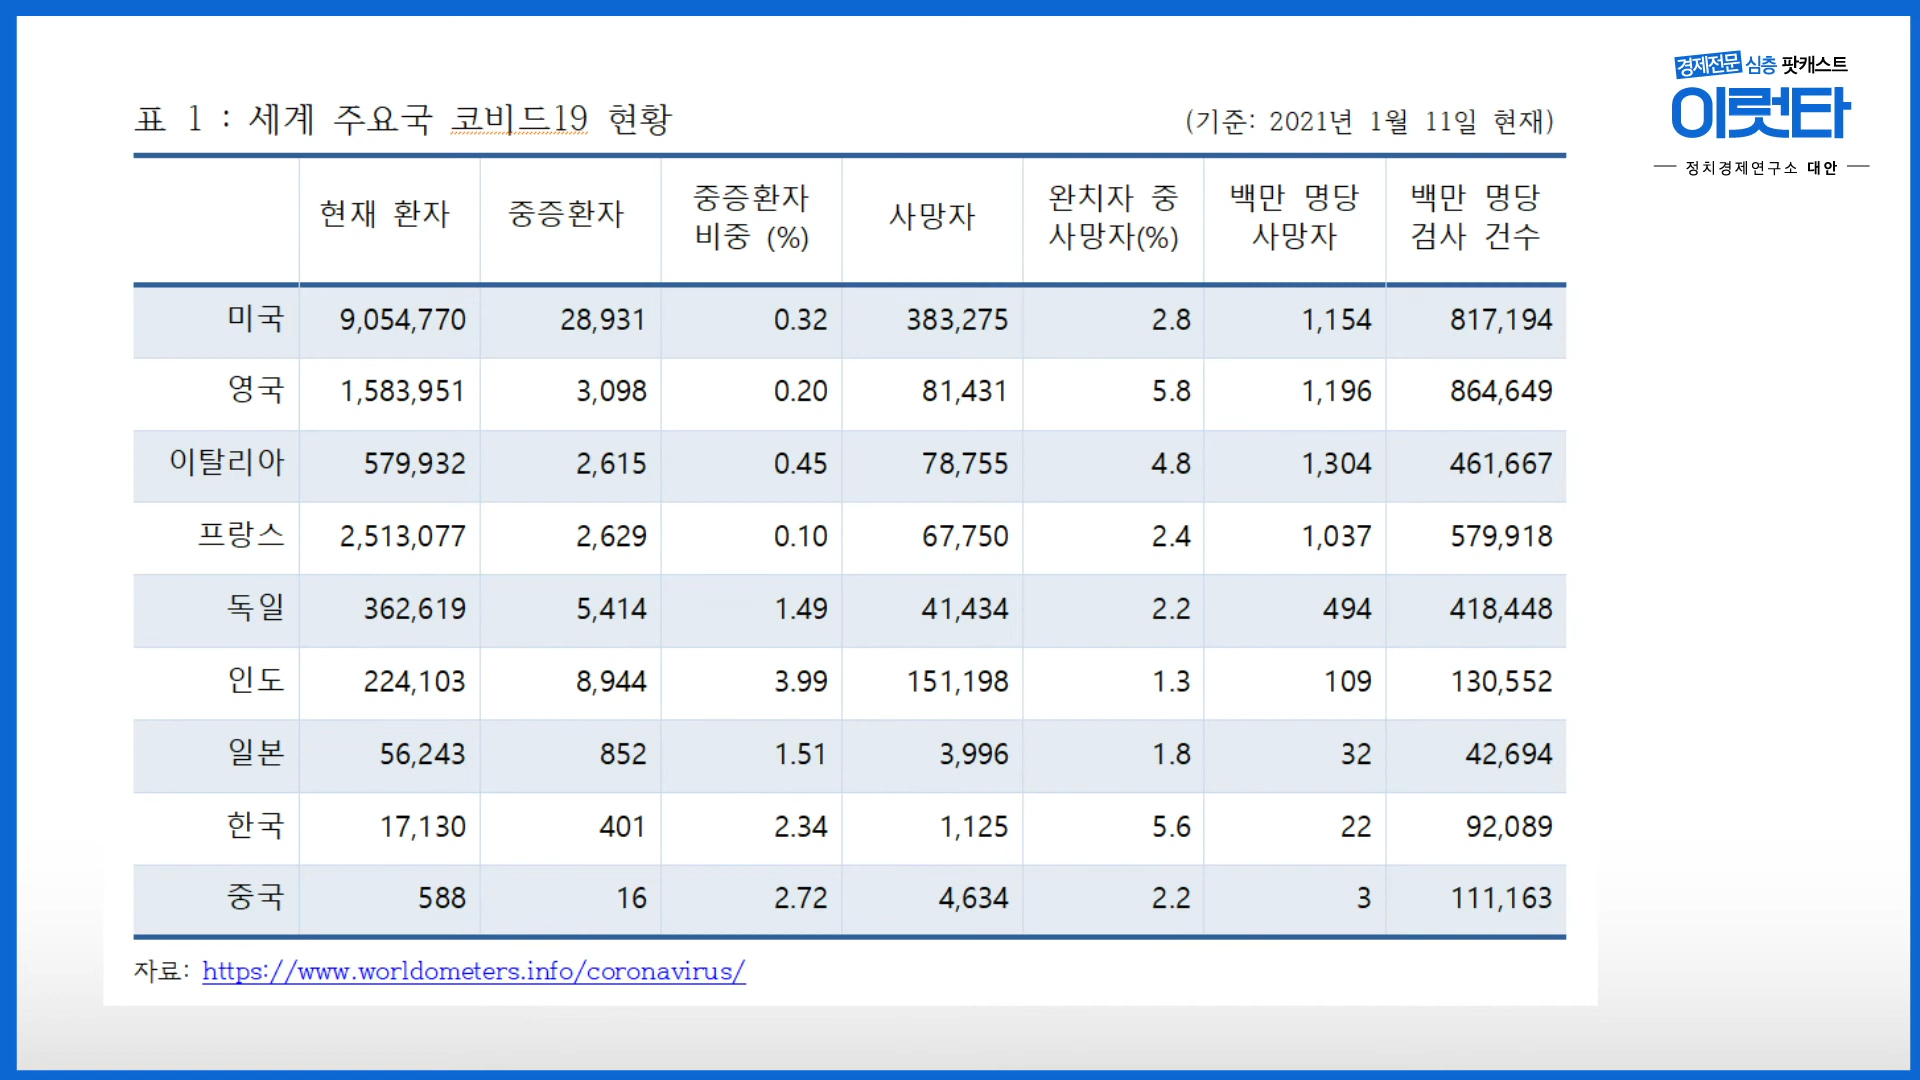 경제전문 심층 팟캐스트
이럿타
정치경제연구소 대안
표 1 : 세계 주요국 코비드19 현황 (기준: 2021년 1월 11일 현재)
현재 환자 중증환자 중증환자 비중 (%) 사망자 완치자 중 사망자(%) 백만 명당 사망자 백만 명당 검사 건수
미국 9,054,770 28,931 0.32 383,275 2.8 1,154 817,194
영국 1,583,951 3,098 0.20 81,431 5.8 1,196 864,649
이탈리아 579,932 2,615 0.45 78,755 4.8 1,304 461,667
프랑스 2,513,077 2,629 0.10 67,750 2.4 1,037 579,918
독일 362,619 5,414 1.49 41,434 2.2 494 418,448
인도 224,103 8,944 3.99 151,198 1.3 109 130,552
일본 56,243 852 1.51 3,996 1.8 32 42,694
한국 17,130 401 2.34 1,125 5.6 22 92,089
중국 588 16 2.72 4,634 2.2 3 111,163
자료: https://www.worldometers.info/coronavirus/